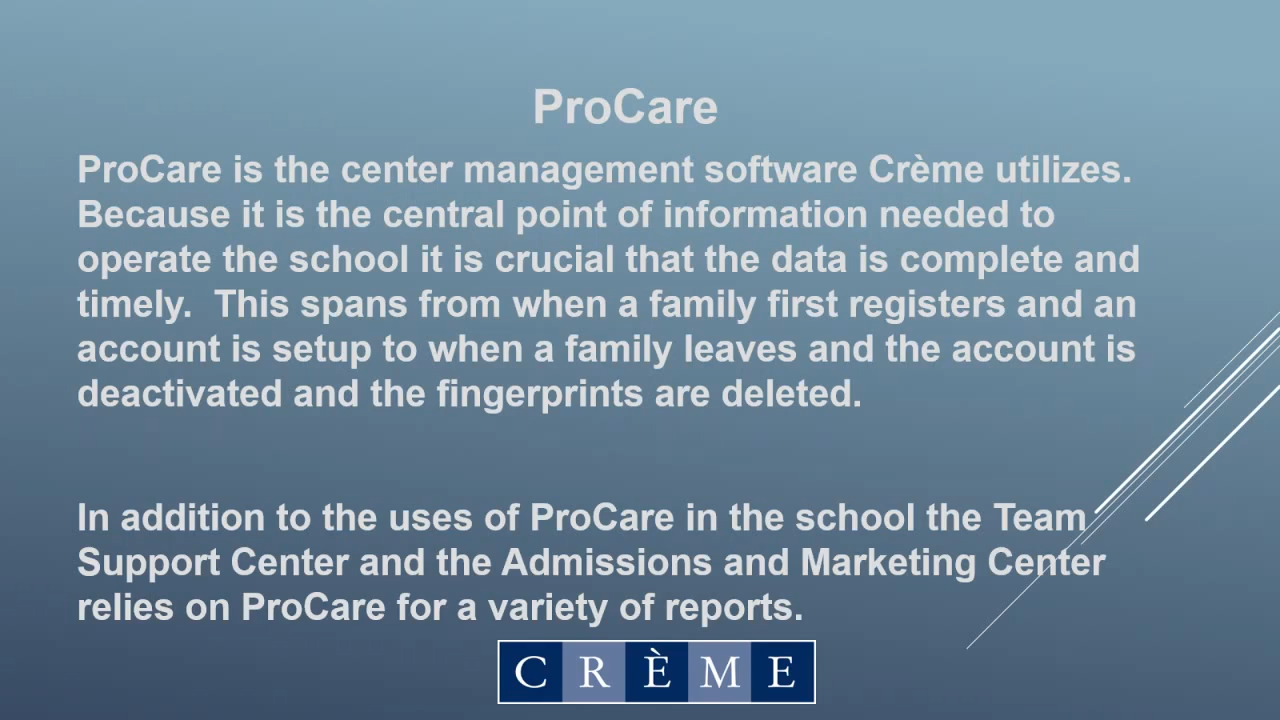 ProCare
ProCare is the center management software Crème utilizes.
Because it is the central point of information needed to
operate the school it is crucial that the data is complete and
timely.  This spans from when a family first registers and an
account is setup to when a family leaves and the account is
deactivated and the fingerprints are deleted.
In addition to the uses of ProCare in the school the Team
Support Center and the Admissions and Marketing Center
relies on ProCare for a variety of reports.
CRÈME